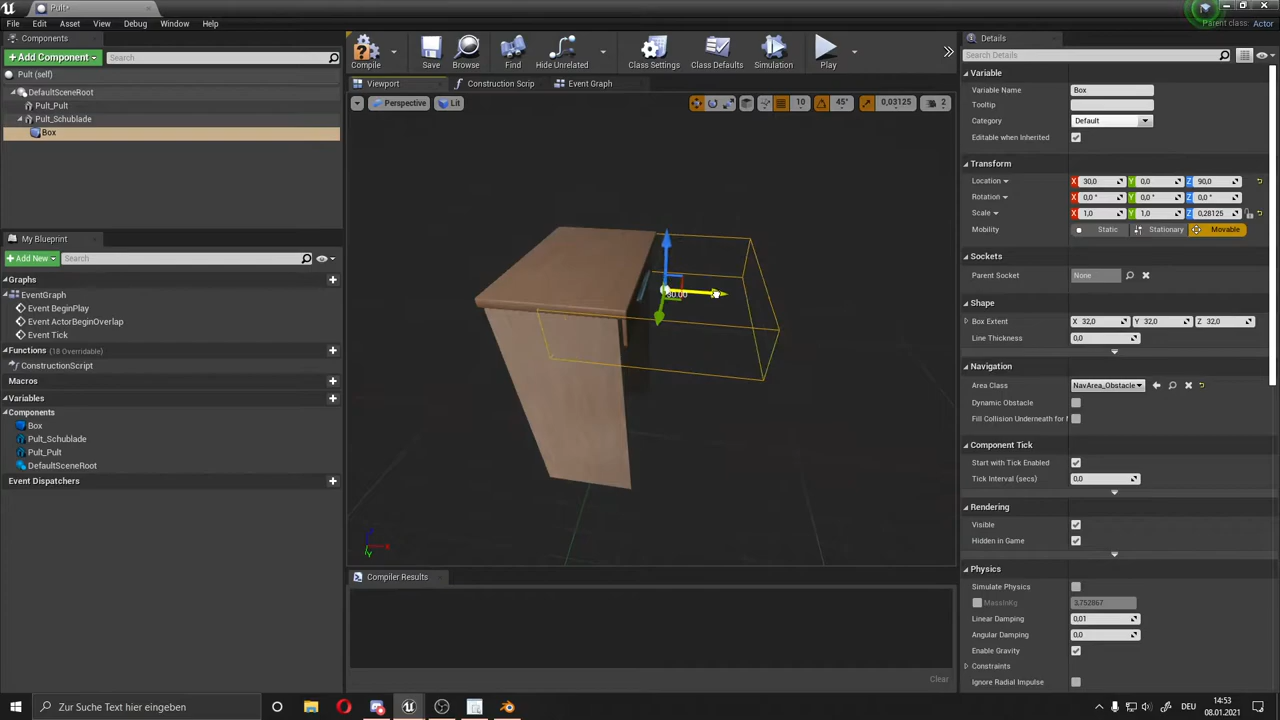 Pult*
Parent class: Actor
File Edit Asset View Debug Window Help
Components
+ Add Component Search
Pult (self)
DefaultSceneRoot
Pult_Pult
Pult_Schublade
Box
My Blueprint
+ Add New Search
Graphs
EventGraph
Event BeginPlay
Event ActorBeginOverlap
Event Tick
Functions (18 Overridable)
ConstructionScript
Macros
Variables
Components
Box
Pult_Schublade
Pult_Pult
DefaultSceneRoot
Event Dispatchers
Compile Save Browse Find Hide Unrelated Class Settings Class Defaults Simulation Play
Viewport Construction Scrip Event Graph
Perspective Lit 10 45° 0,03125 2
X
Y
Compiler Results
Clear
Details
Search Details
Variable
Variable Name Box
Tooltip
Category Default
Editable when Inherited
Transform
Location X 30,0 Y 0,0 Z 90,0
Rotation X 0,0 ° Y 0,0 ° Z 0,0 °
Scale X 1,0 Y 1,0 Z 0,28125
Mobility Static Stationary Movable
Sockets
Parent Socket None
Shape
Box Extent X 32,0 Y 32,0 Z 32,0
Line Thickness 0,0
Navigation
Area Class NavArea_Obstacle
Dynamic Obstacle
Fill Collision Underneath for
Component Tick
Start with Tick Enabled
Tick Interval (secs) 0,0
Rendering
Visible
Hidden in Game
Physics
Simulate Physics
MassInKg 3,752867
Linear Damping 0,01
Angular Damping 0,0
Enable Gravity
Constraints
Ignore Radial Impulse
Zur Suche Text hier eingeben
DEU
14:53
08.01.2021